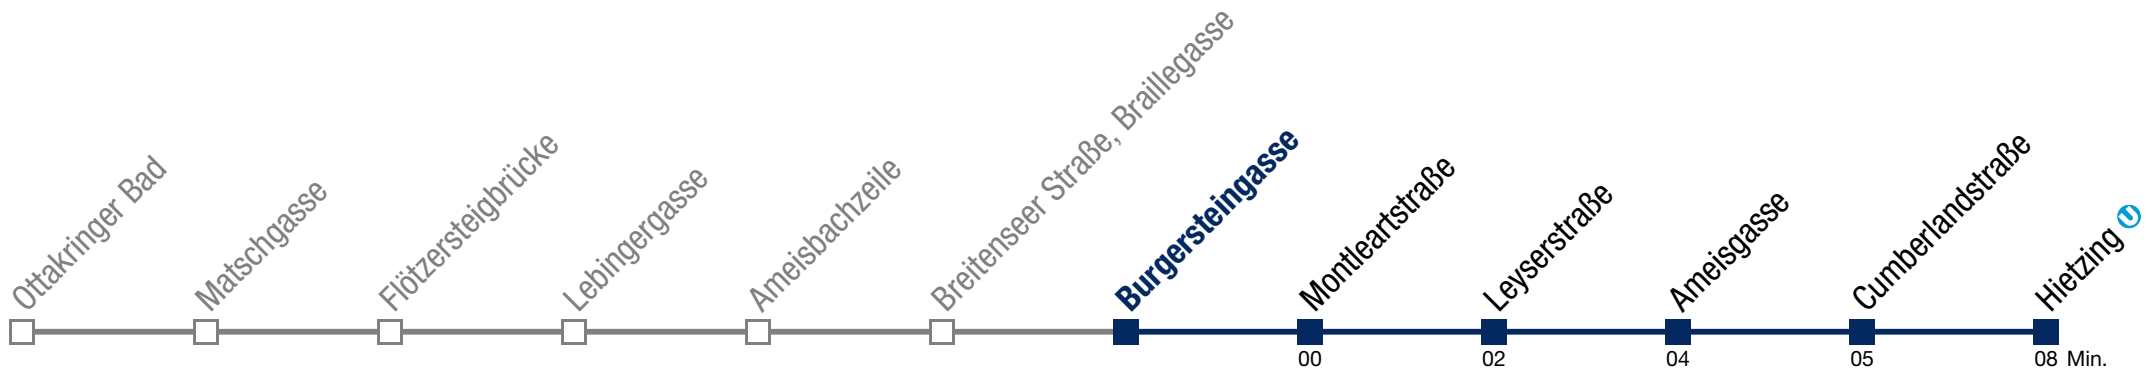 Ottakringer Bad
Matschgasse
Flötzersteigbrücke
Lebingergasse
Ameisbachzeile
Breitenseer Straße, Braillegasse
Burgersteingasse
Montleartstraße
Leyserstraße
Ameisgasse
Cumberlandstraße
Hietzing U
00 02 04 05 08 Min.